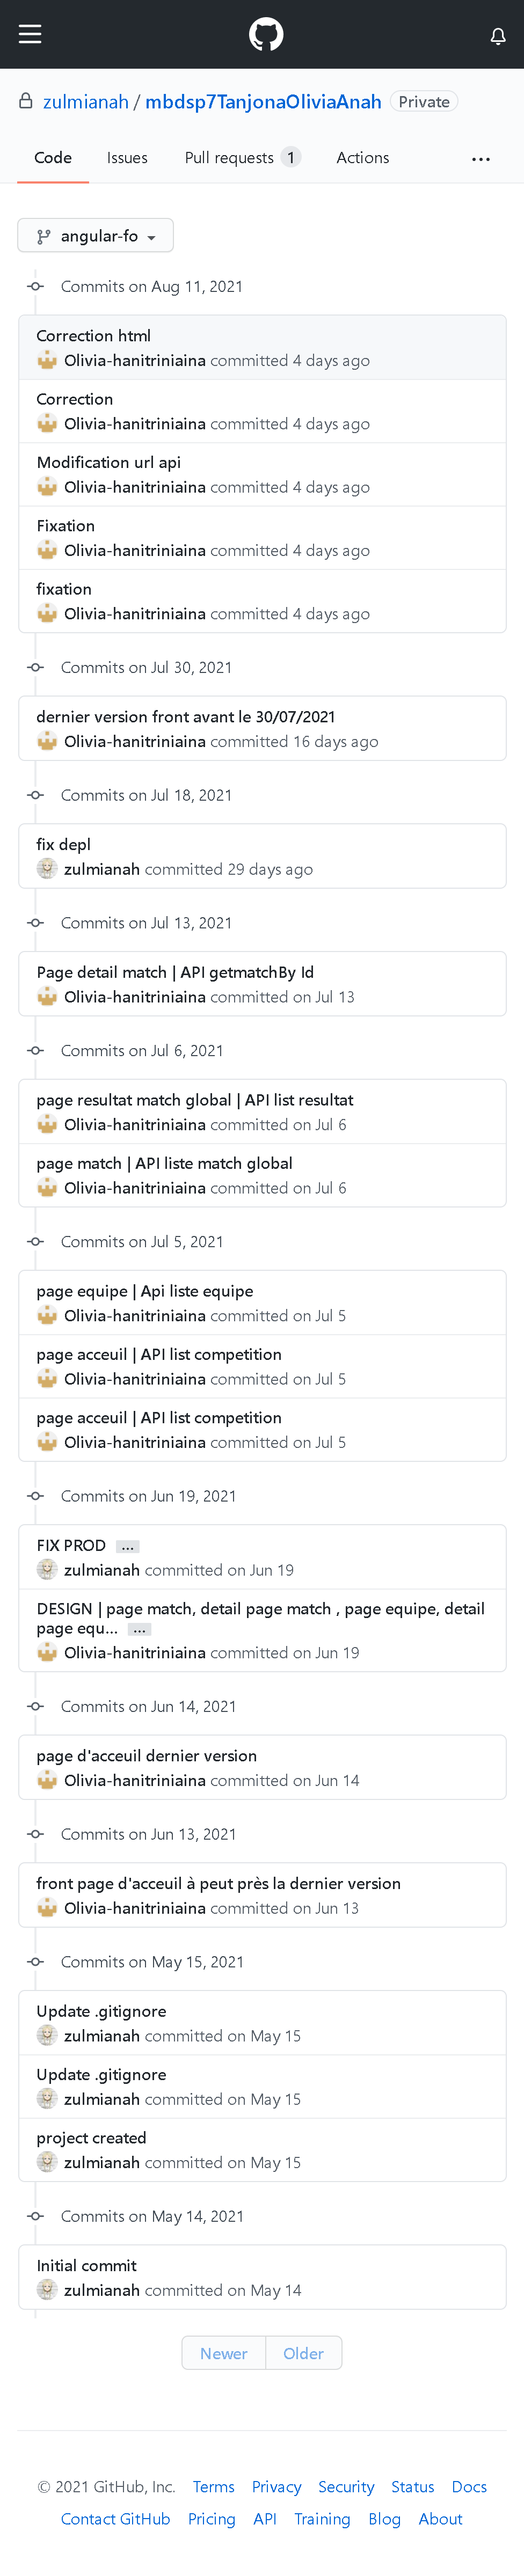 zulmianah / mbdsp7TanjonaOliviaAnah Private
Code Issues Pull requests 1 Actions ...
angular-fo
Commits on Aug 11, 2021
Correction html
Olivia-hanitriniaina committed 4 days ago
Correction
Olivia-hanitriniaina committed 4 days ago
Modification url api
Olivia-hanitriniaina committed 4 days ago
Fixation
Olivia-hanitriniaina committed 4 days ago
fixation
Olivia-hanitriniaina committed 4 days ago
Commits on Jul 30, 2021
dernier version front avant le 30/07/2021
Olivia-hanitriniaina committed 16 days ago
Commits on Jul 18, 2021
fix depl
zulmianah committed 29 days ago
Commits on Jul 13, 2021
Page detail match | API getmatchBy Id
Olivia-hanitriniaina committed on Jul 13
Commits on Jul 6, 2021
page resultat match global | API list resultat
Olivia-hanitriniaina committed on Jul 6
page match | API liste match global
Olivia-hanitriniaina committed on Jul 6
Commits on Jul 5, 2021
page equipe | Api liste equipe
Olivia-hanitriniaina committed on Jul 5
page acceuil | API list competition
Olivia-hanitriniaina committed on Jul 5
page acceuil | API list competition
Olivia-hanitriniaina committed on Jul 5
Commits on Jun 19, 2021
FIX PROD ...
zulmianah committed on Jun 19
DESIGN | page match, detail page match , page equipe, detail
page equ... ...
Olivia-hanitriniaina committed on Jun 19
Commits on Jun 14, 2021
page d'acceuil dernier version
Olivia-hanitriniaina committed on Jun 14
Commits on Jun 13, 2021
front page d'acceuil à peut près la dernier version
Olivia-hanitriniaina committed on Jun 13
Commits on May 15, 2021
Update .gitignore
zulmianah committed on May 15
Update .gitignore
zulmianah committed on May 15
project created
zulmianah committed on May 15
Commits on May 14, 2021
Initial commit
zulmianah committed on May 14
Newer Older
© 2021 GitHub, Inc. Terms Privacy Security Status Docs
Contact GitHub Pricing API Training Blog About